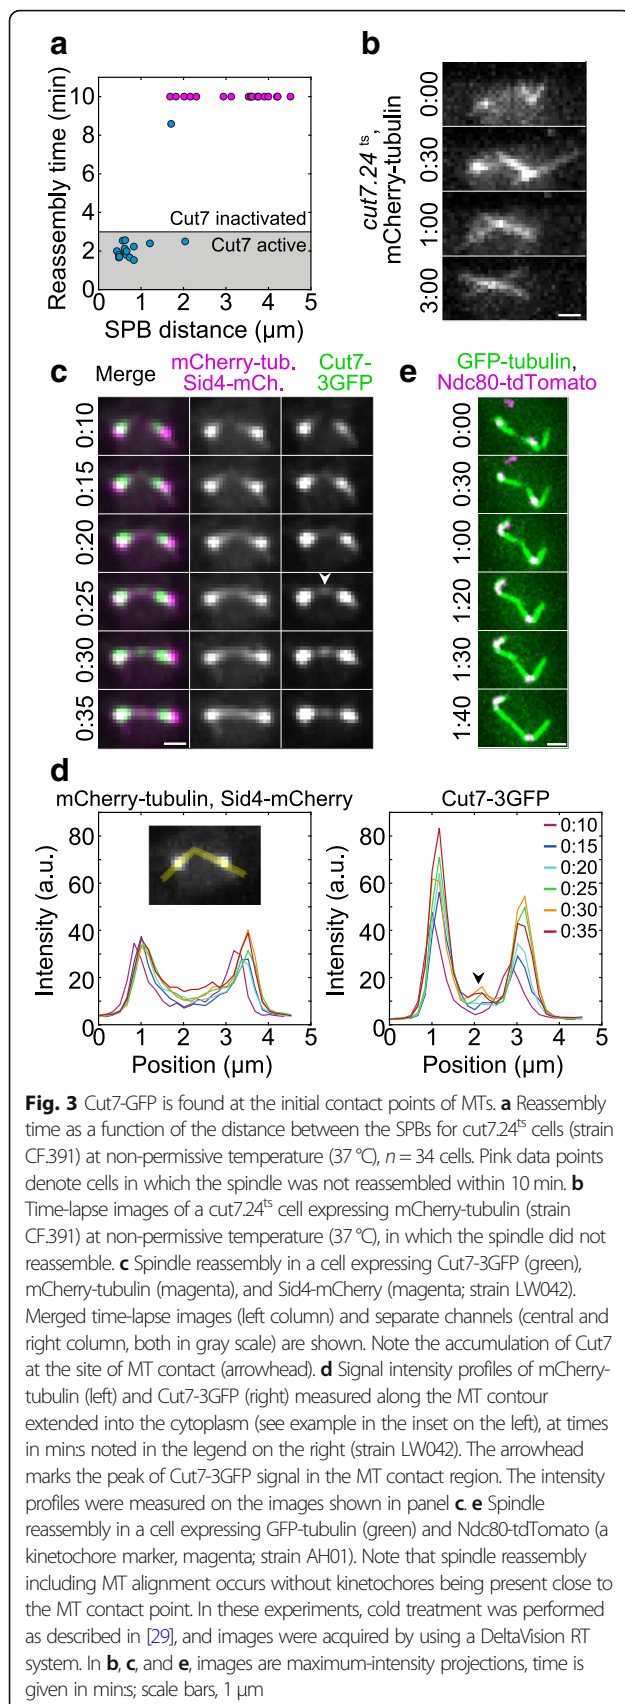 a
Reassembly time (min)
10
8
6
4
2
0
Cut7 inactivated
Cut7 active
0 1 2 3 4 5
SPB distance (µm)
b
cut7.24 ts,
mCherry-tubulin
0:00
0:30
1:00
3:00
c
Merge
mCherry-tub.
Sid4-mCh.
Cut7-
3GFP
0:10
0:15
0:20
0:25
0:30
0:35
e
GFP-tubulin,
Ndc80-tdTomato
0:00
0:30
1:00
1:20
1:30
1:40
d
mCherry-tubulin, Sid4-mCherry
Intensity (a.u.)
80
60
40
20
0
0 1 2 3 4 5
Position (µm)
Cut7-3GFP
Intensity (a.u.)
80
60
40
20
0
0:10
0:15
0:20
0:25
0:30
0:35
0 1 2 3 4 5
Position (µm)
Fig. 3 Cut7-GFP is found at the initial contact points of MTs. a Reassembly
time as a function of the distance between the SPBs for cut7.24ts cells (strain
CF.391) at non-permissive temperature (37 °C), n = 34 cells. Pink data points
denote cells in which the spindle was not reassembled within 10 min. b
Time-lapse images of a cut7.24ts cell expressing mCherry-tubulin (strain
CF.391) at non-permissive temperature (37 °C), in which the spindle did not
reassemble. c Spindle reassembly in a cell expressing Cut7-3GFP (green),
mCherry-tubulin (magenta), and Sid4-mCherry (magenta; strain LW042).
Merged time-lapse images (left column) and separate channels (central and
right column, both in gray scale) are shown. Note the accumulation of Cut7
at the site of MT contact (arrowhead). d Signal intensity profiles of mCherry-
tubulin (left) and Cut7-3GFP (right) measured along the MT contour
extended into the cytoplasm (see example in the inset on the left), at times
in min:s noted in the legend on the right (strain LW042). The arrowhead
marks the peak of Cut7-3GFP signal in the MT contact region. The intensity
profiles were measured on the images shown in panel c. e Spindle
reassembly in a cell expressing GFP-tubulin (green) and Ndc80-tdTomato (a
kinetochore marker, magenta; strain AH01). Note that spindle reassembly
including MT alignment occurs without kinetochores being present close to
the MT contact point. In these experiments, cold treatment was performed
as described in [29], and images were acquired by using a DeltaVision RT
system. In b, c, and e, images are maximum-intensity projections, time is
given in min:s; scale bars, 1 µm